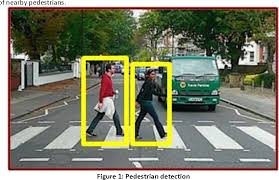 of nearby pedestrians.
Figure 1: Pedestrian detection